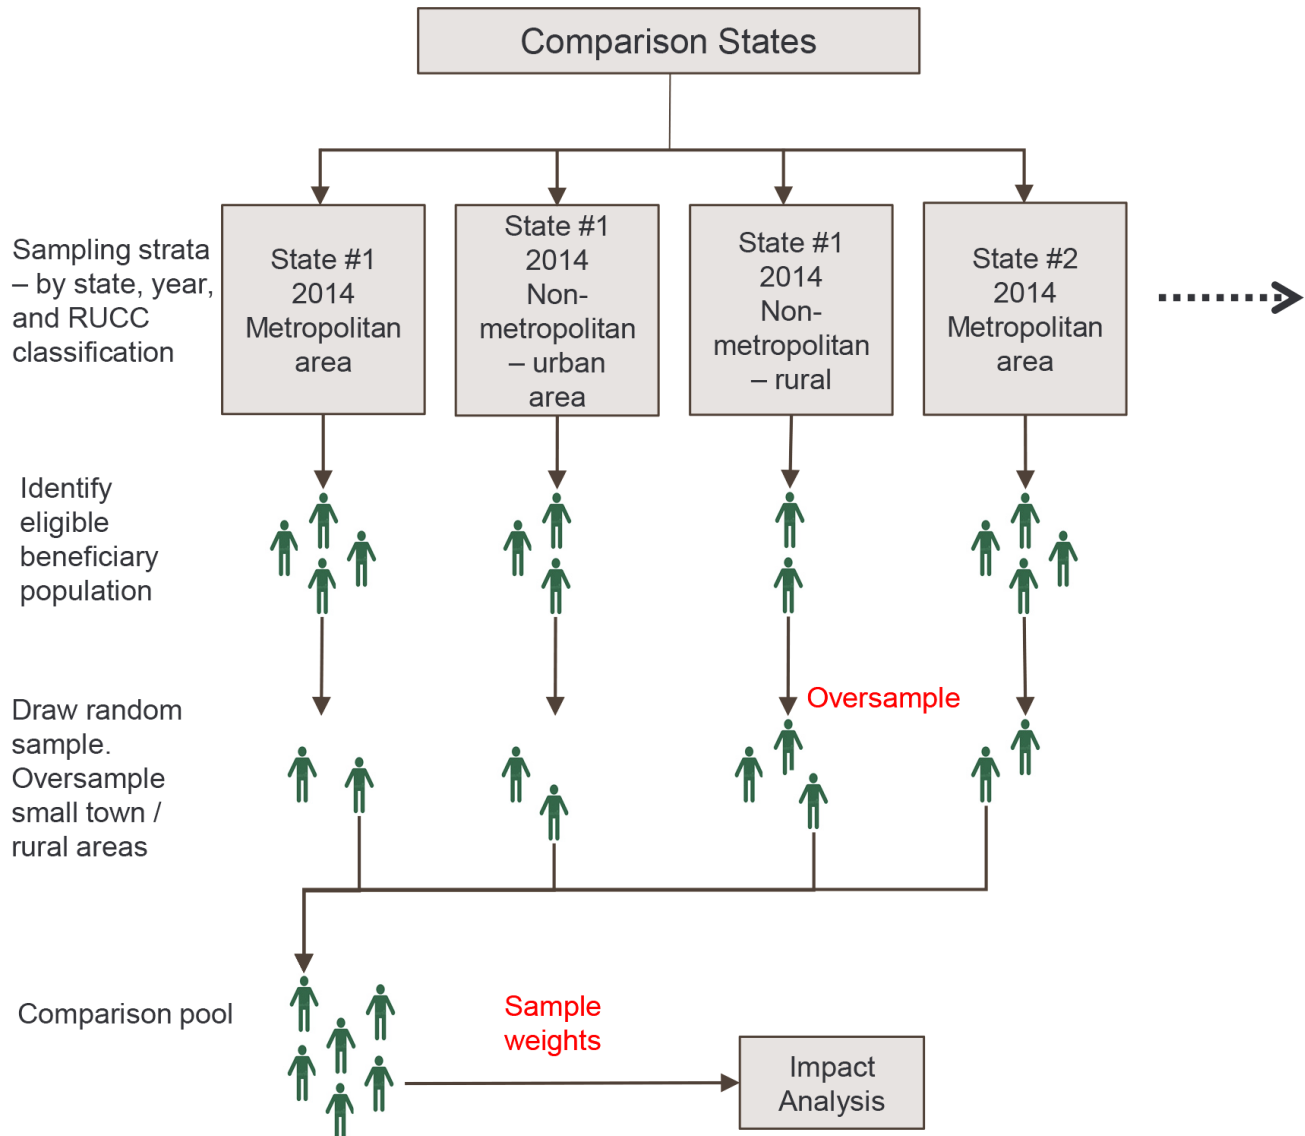 Comparison States
Sampling strata
– by state, year,
and RUCC
classification
State #1
2014
Metropolitan
area
State #1
2014
Non-
metropolitan
– urban
area
State #1
2014
Non-
metropolitan
– rural
State #2
2014
Metropolitan
area
Identify
eligible
beneficiary
population
Draw random
sample.
Oversample
small town /
rural areas
Oversample
Comparison pool
Sample
weights
Impact
Analysis